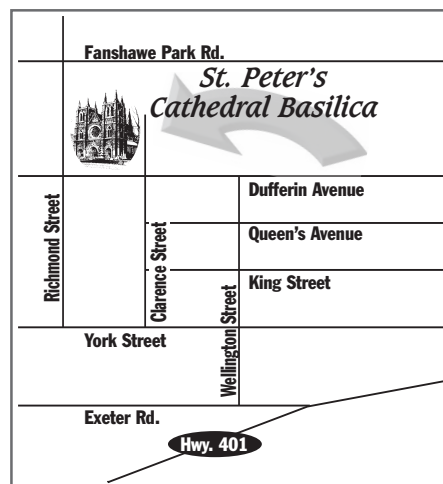 Fanshawe Park Rd.
St. Peter's
Cathedral Basilica
Richmond Street
Clarence Street
Wellington Street
Dufferin Avenue
Queen's Avenue
King Street
York Street
Exeter Rd.
Hwy. 401